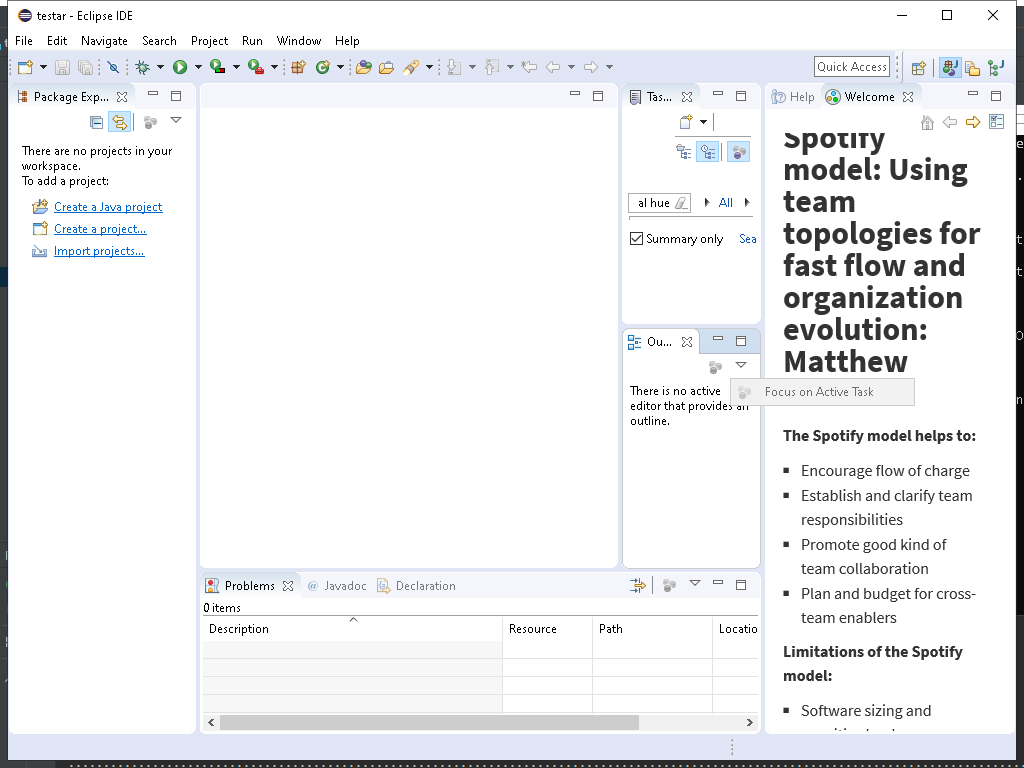 testar - Eclipse IDE
File Edit Navigate Search Project Run Window Help
Quick Access
Package Exp...
There are no projects in your
workspace.
To add a project:
Create a Java project
Create a project...
Import projects...
Tas...
al hue
All
Summary only Sea
Ou...
There is no active
editor that provides an
outline.
Focus on Active Task
Help Welcome
Spotify
model: Using
team
topologies for
fast flow and
organization
evolution:
Matthew
The Spotify model helps to:
Encourage flow of charge
Establish and clarify team
responsibilities
Promote good kind of
team collaboration
Plan and budget for cross-
team enablers
Limitations of the Spotify
model:
Software sizing and
Problems @ Javadoc Declaration
0 items
Description Resource Path Locatio